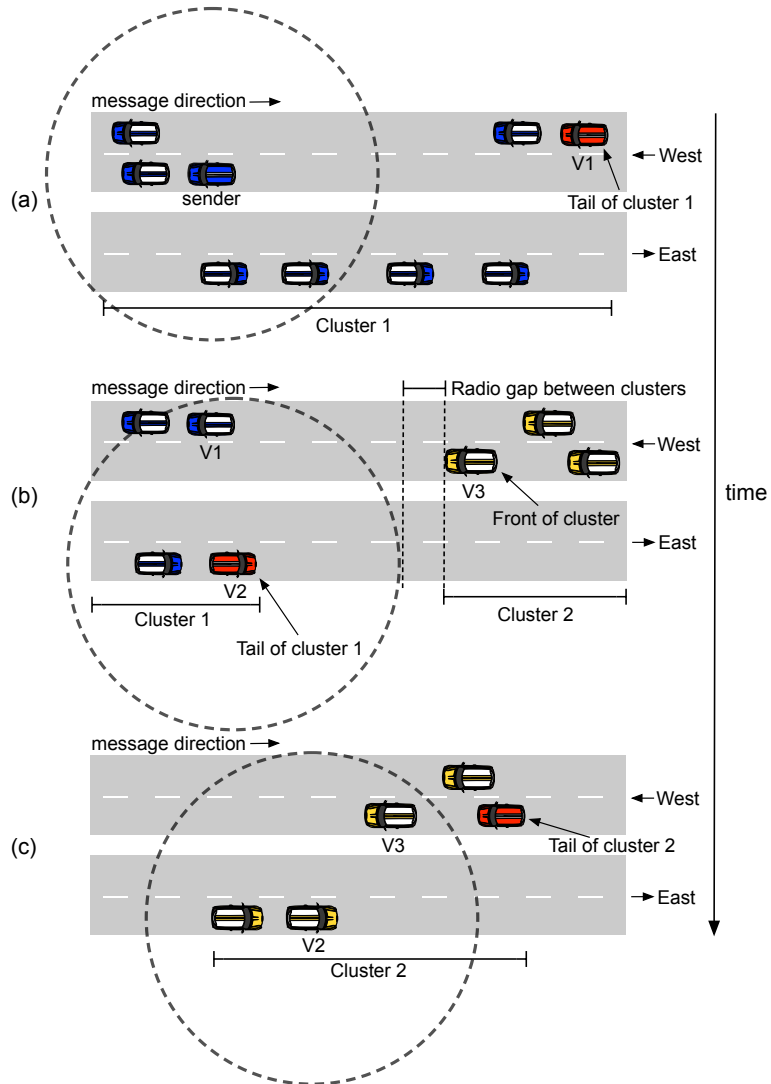 message direction
West
V1
sender
Tail of cluster 1
(a)
East
Cluster 1
message direction
Radio gap between clusters
V1
West
V3
(b)
Front of cluster
time
East
V2
Cluster 1
Cluster 2
Tail of cluster 1
message direction
West
V3
Tail of cluster 2
(c)
East
V2
Cluster 2